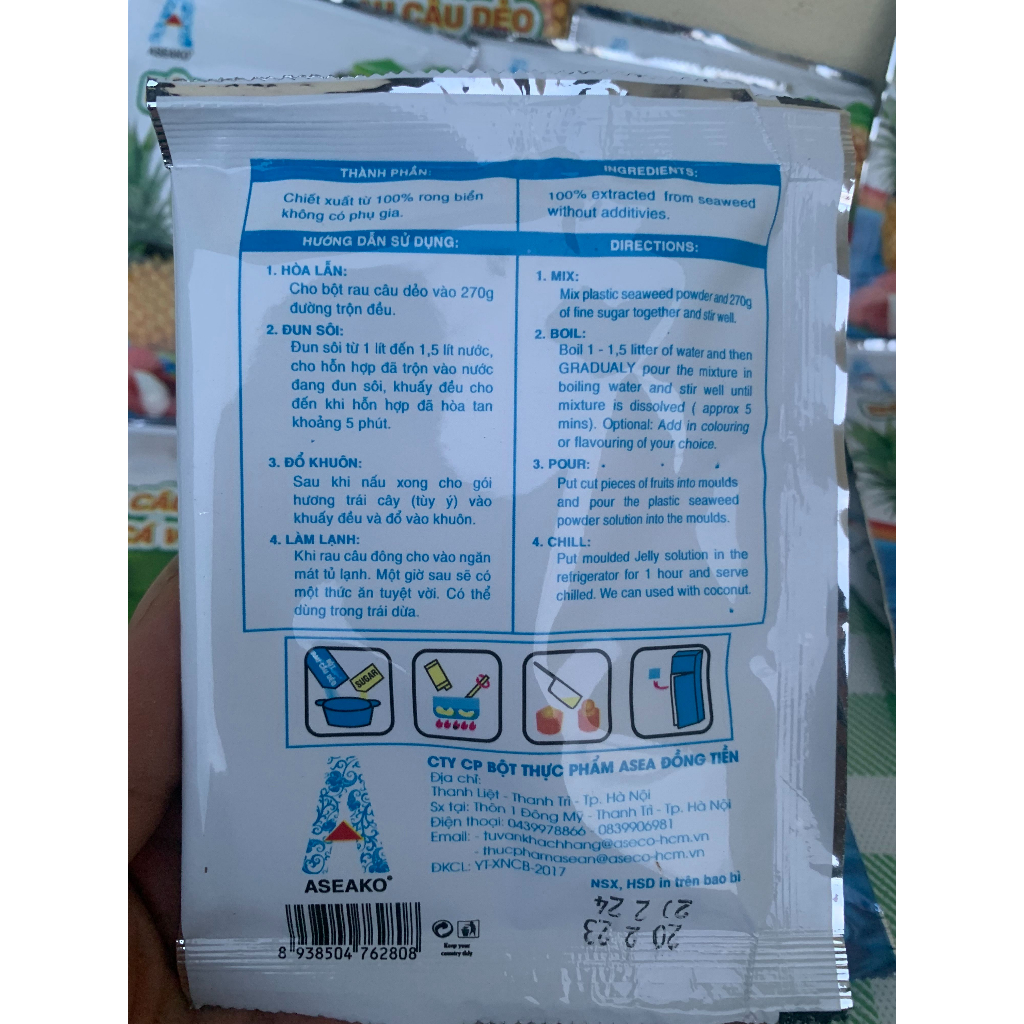 ASEAKO
AU CÂU DẺO
THÀNH PHẦN:
Chiết xuất từ 100% rong biển
không có phụ gia.
INGREDIENTS:
100% extracted from seaweed
without additivies.
HƯỚNG DẪN SỬ DỤNG:
1. HÒA LẪN:
Cho bột rau câu dẻo vào 270g
đường trộn đều.
2. ĐUN SÔI:
Đun sôi từ 1 lít đến 1,5 lít nước,
cho hỗn hợp đã trộn vào nước
đang đun sôi, khuấy đều cho
đến khi hỗn hợp đã hòa tan
khoảng 5 phút.
3. ĐỔ KHUÔN:
Sau khi nấu xong cho gói
hương trái cây (tùy ý) vào
khuấy đều và đổ vào khuôn.
4. LÀM LẠNH:
Khi rau câu đông cho vào ngăn
mát tủ lạnh. Một giờ sau sẽ có
một thức ăn tuyệt vời. Có thể
dùng trong trái dừa.
DIRECTIONS:
1. MIX:
Mix plastic seaweed powder and 270g
of fine sugar together and stir well.
2. BOIL:
Boil 1 - 1,5 litter of water and then
GRADUALY pour the mixture in
boiling water and stir well until
mixture is dissolved ( approx 5
mins). Optional: Add in colouring
or flavouring of your choice.
3. POUR:
Put cut pieces of fruits into moulds
and pour the plastic seaweed
powder solution into the moulds.
4. CHILL:
Put moulded Jelly solution in the
refrigerator for 1 hour and serve
chilled. We can used with coconut.
SUGAR
CTY CP BỘT THỰC PHẨM ASEA ĐỒNG TIỀN
Địa chỉ:
Thanh Liệt - Thanh Trì - Tp. Hà Nội
Sx tại: Thôn 1 Đông Mỹ - Thanh Trì - Tp. Hà Nội
Điện thoại: 0439978866 - 0839906981
Email: - tuvankhachhang@aseco-hcm.vn
- thucphamasean@aseco-hcm.vn
ĐKCL: YT-XNCB-2017
NSX, HSD in trên bao bì
20 2 23
ASEAKO
8 938504 762808
Keep your
country tidy